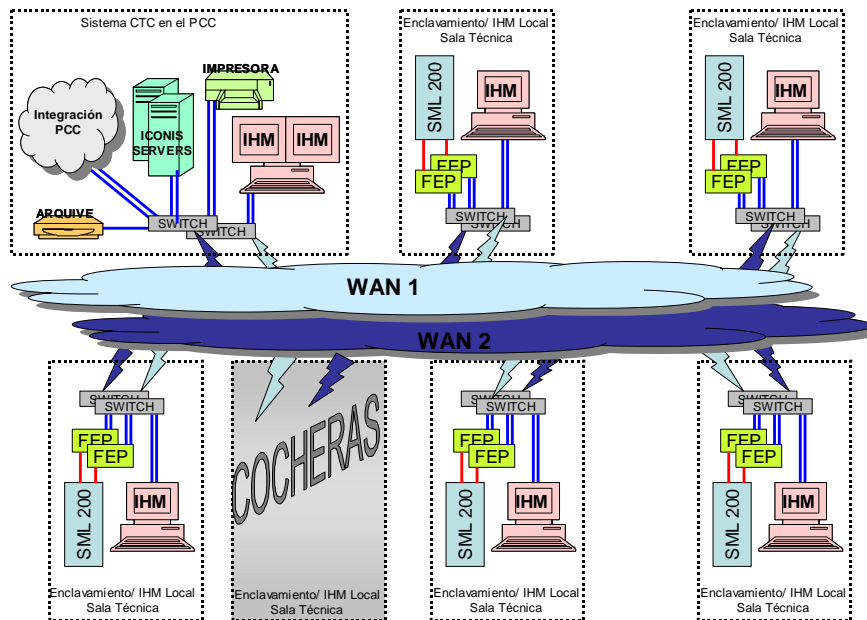 Sistema CTC en el PCC
IMPRESORA
Integración
PCC
ICONIS
SERVERS
IHM
IHM
ARQUIVE
SWITCH
SWITCH
Enclavamiento/ IHM Local
Sala Técnica
SML 200
IHM
FEP
FEP
SWITCH
SWITCH
Enclavamiento/ IHM Local
Sala Técnica
SML 200
IHM
FEP
FEP
SWITCH
SWITCH
WAN 1
WAN 2
SWITCH
SWITCH
FEP
FEP
SML 200
IHM
Enclavamiento/ IHM Local
Sala Técnica
COCHERAS
Enclavamiento/ IHM Local
Sala Técnica
SWITCH
SWITCH
FEP
FEP
SML 200
IHM
Enclavamiento/ IHM Local
Sala Técnica
SWITCH
SWITCH
FEP
FEP
SML 200
IHM
Enclavamiento/ IHM Local
Sala Técnica